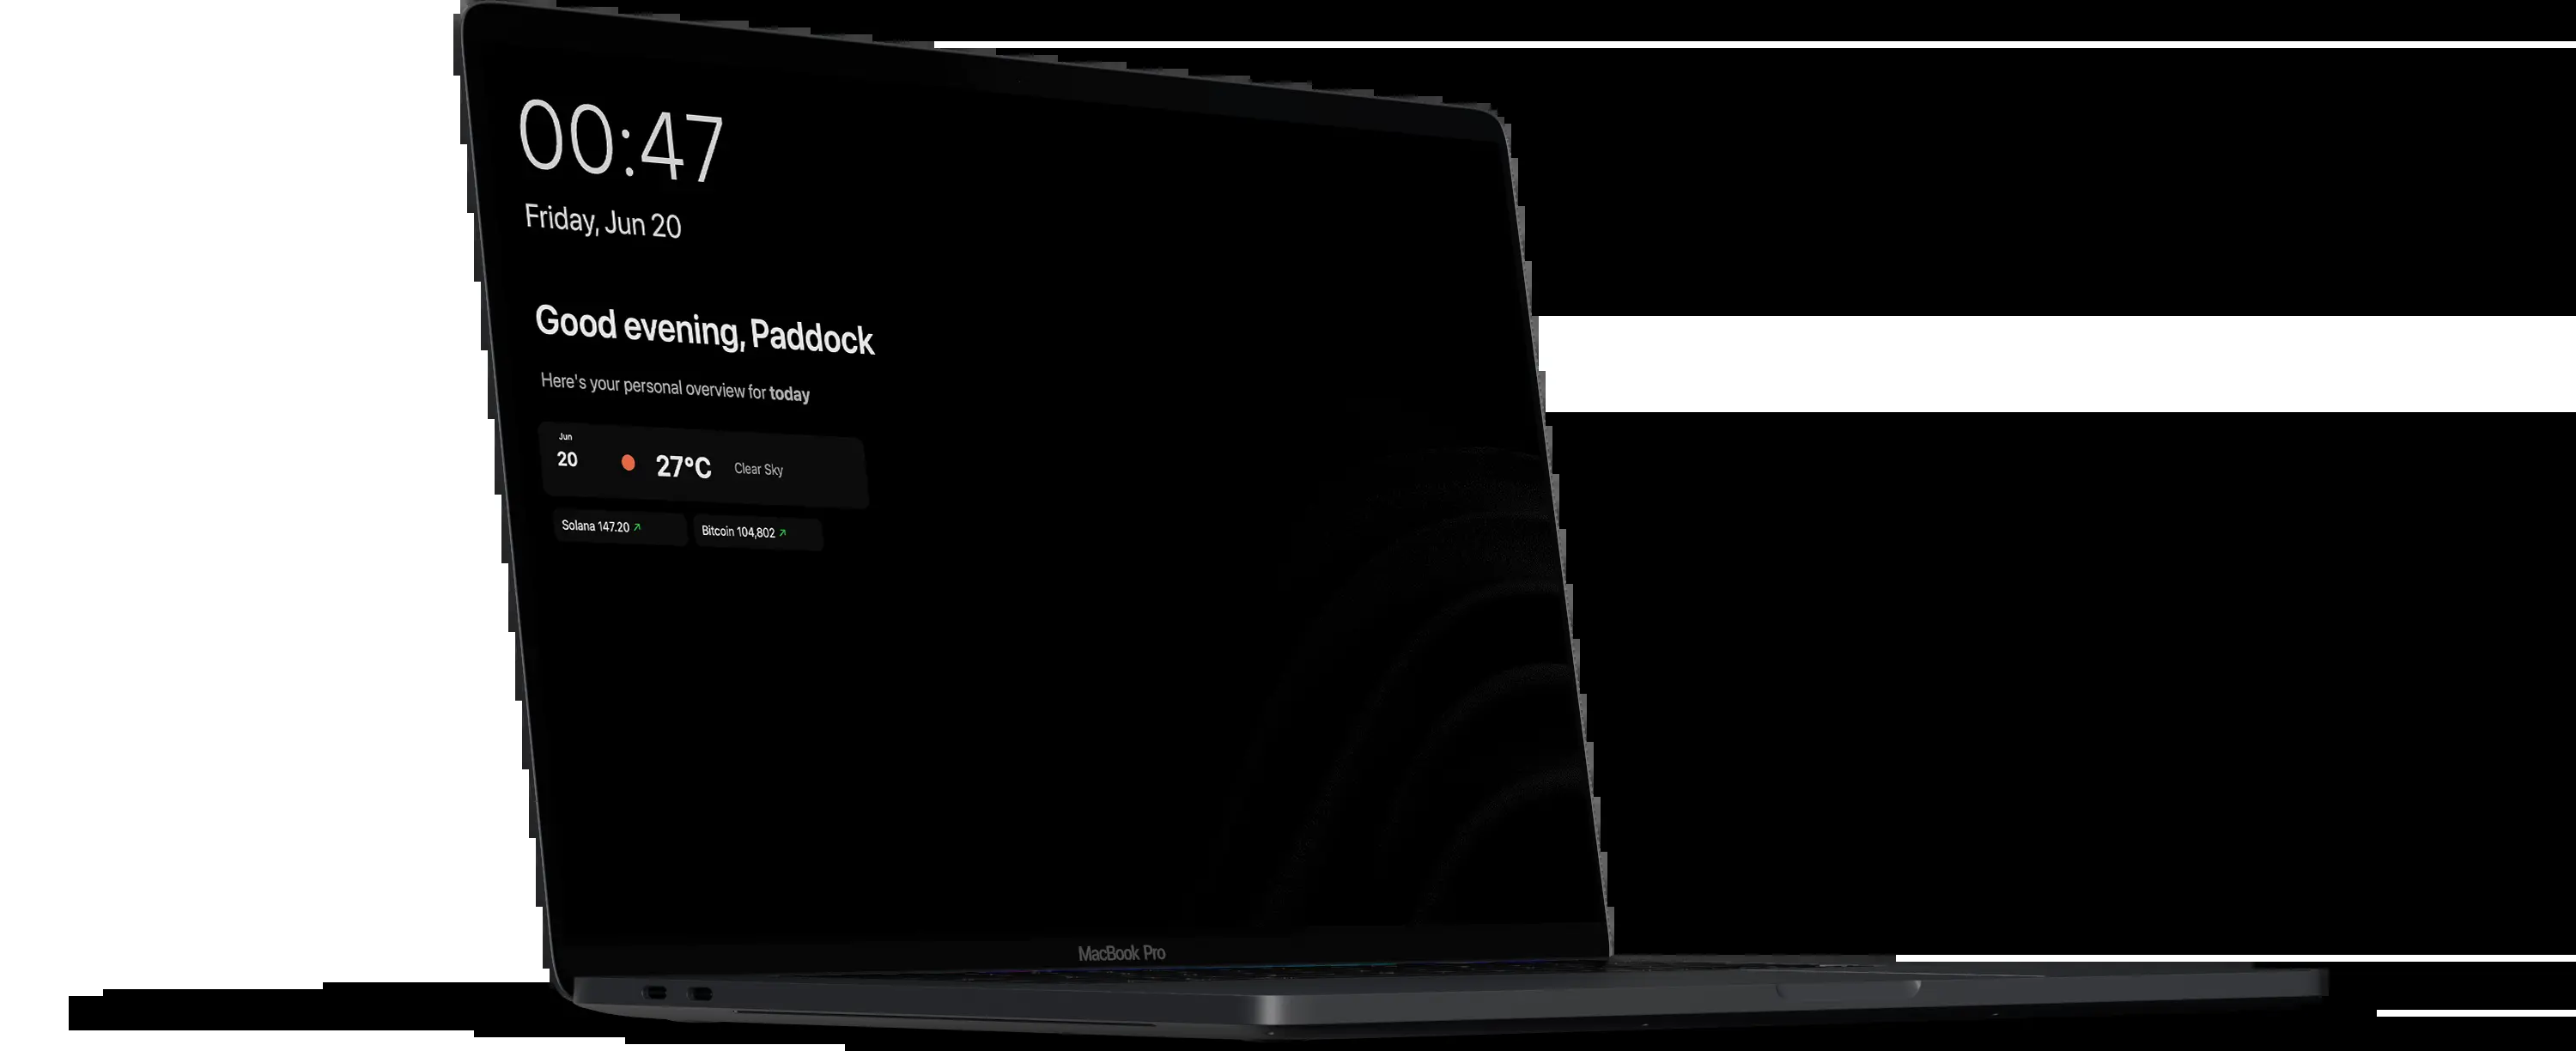 00:47
Friday, Jun 20
Good evening, Paddock
Here's your personal overview for today
Jun
20
27°C
Clear Sky
Solana 147.20 ↗
Bitcoin 104,802 ↗
MacBook Pro